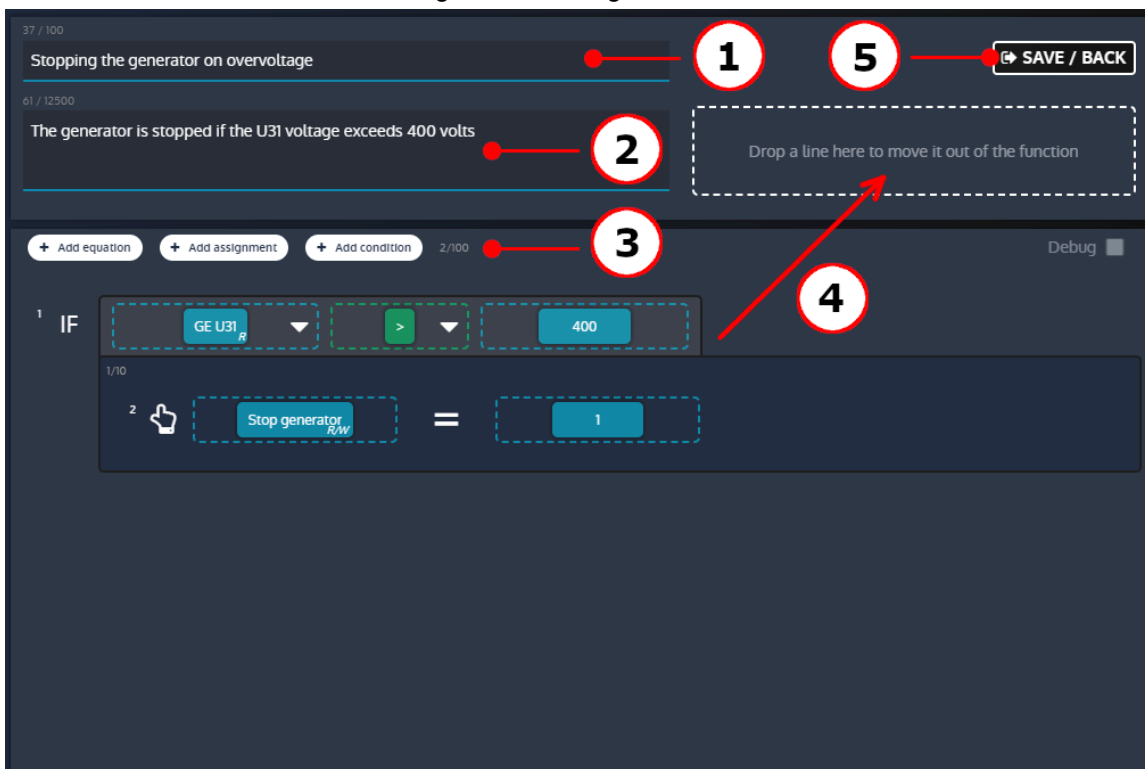 37 / 100
Stopping the generator on overvoltage
1
5
SAVE / BACK
61 / 12500
The generator is stopped if the U31 voltage exceeds 400 volts
2
Drop a line here to move it out of the function
+ Add equation + Add assignment + Add condition 2/100
3
Debug
4
1 IF GE U31 R > 400
1/10
2 Stop generator R/W = 1